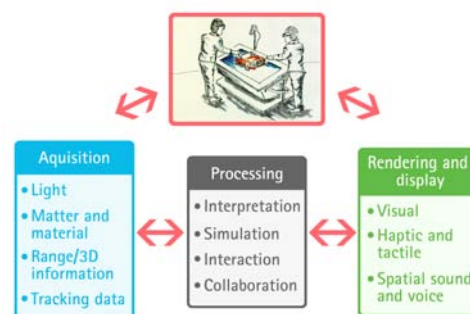 Aquisition
• Light
• Matter and
material
• Range/3D
information
• Tracking data
Processing
• Interpretation
• Simulation
• Interaction
• Collaboration
Rendering and
display
• Visual
• Haptic and
tactile
• Spatial sound
and voice